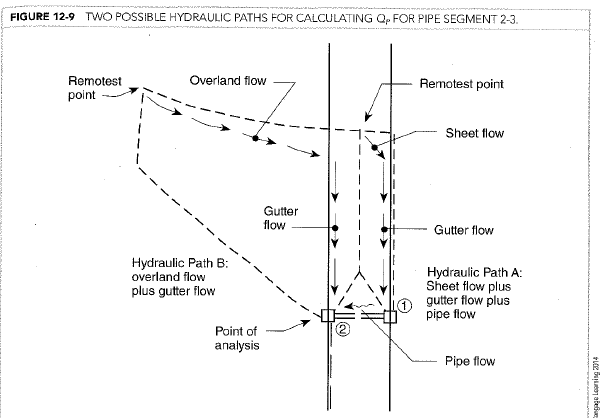 FIGURE 12-9 TWO POSSIBLE HYDRAULIC PATHS FOR CALCULATING Qp FOR PIPE SEGMENT 2-3.
Remotest
point
Overland flow
Remotest point
Sheet flow
Gutter
flow
Gutter flow
Hydraulic Path B:
overland flow
plus gutter flow
Hydraulic Path A:
Sheet flow plus
gutter flow plus
pipe flow
1
2
Point of
analysis
Pipe flow
Cengage Learning 2014